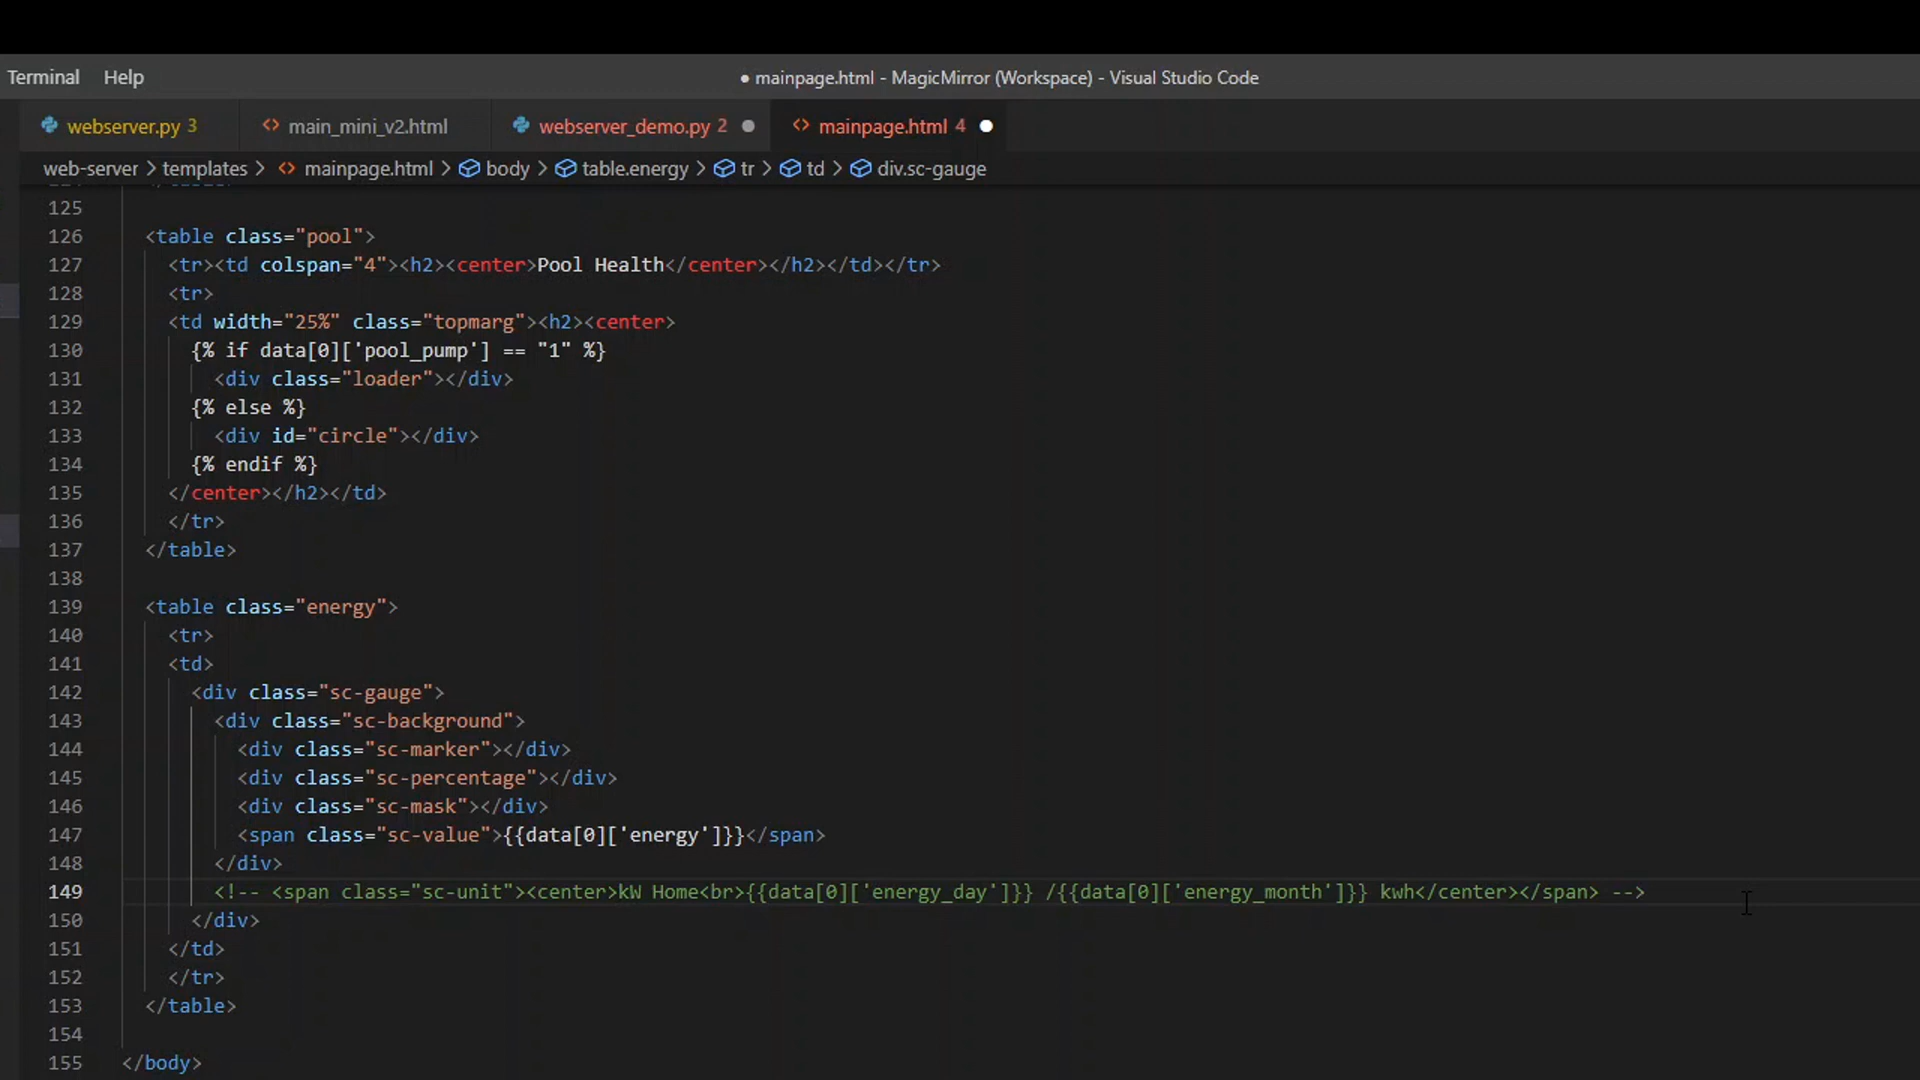 Terminal Help
● mainpage.html - MagicMirror (Workspace) - Visual Studio Code
webserver.py 3 main_mini_v2.html webserver_demo.py 2 ● mainpage.html 4 ●
web-server > templates > mainpage.html > body > table.energy > tr > td > div.sc-gauge
125
126 <table class="pool">
127 <tr><td colspan="4"><h2><center>Pool Health</center></h2></td></tr>
128 <tr>
129 <td width="25%" class="topmarg"><h2><center>
130 {% if data[0]['pool_pump'] == "1" %}
131 <div class="loader"></div>
132 {% else %}
133 <div id="circle"></div>
134 {% endif %}
135 </center></h2></td>
136 </tr>
137 </table>
138
139 <table class="energy">
140 <tr>
141 <td>
142 <div class="sc-gauge">
143 <div class="sc-background">
144 <div class="sc-marker"></div>
145 <div class="sc-percentage"></div>
146 <div class="sc-mask"></div>
147 <span class="sc-value">{{data[0]['energy']}}</span>
148 </div>
149 <!-- <span class="sc-unit"><center>kW Home<br>{{data[0]['energy_day']}} /{{data[0]['energy_month']}} kwh</center></span> -->
150 </div>
151 </td>
152 </tr>
153 </table>
154
155 </body>